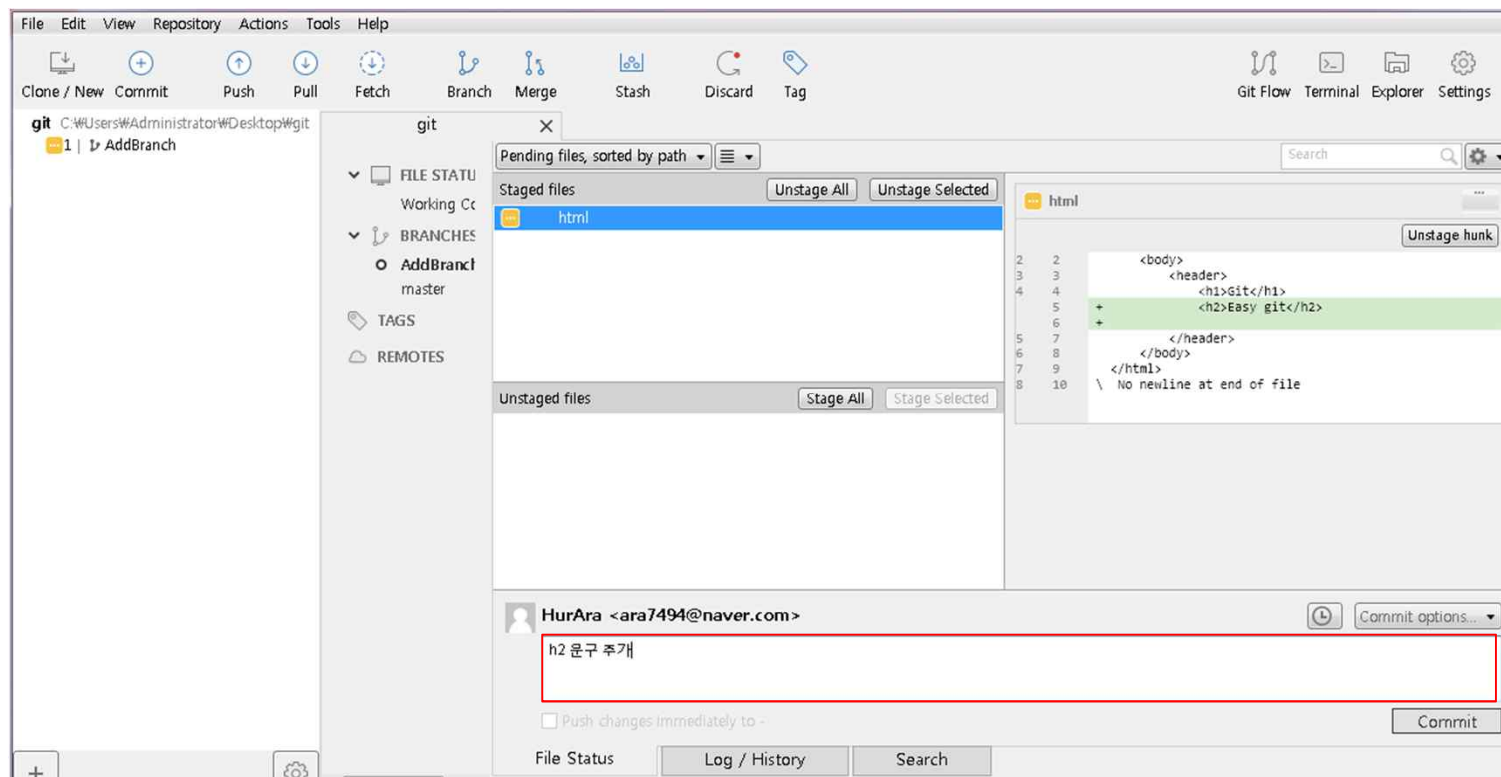 File Edit View Repository Actions Tools Help
Clone / New Commit Push Pull Fetch Branch Merge Stash Discard Tag Git Flow Terminal Explorer Settings
git C:₩Users₩Administrator₩Desktop₩git
1 | AddBranch
git
FILE STATU
Working Co
BRANCHES
AddBranch
master
TAGS
REMOTES
Pending files, sorted by path
Search
Staged files Unstage All Unstage Selected
html
Unstaged files Stage All Stage Selected
html
Unstage hunk
2 2 <body>
3 3 <header>
4 4 <h1>Git</h1>
5 + <h2>Easy git</h2>
6 +
5 7 </header>
6 8 </body>
7 9 </html>
8 10 \ No newline at end of file
HurAra <ara7494@naver.com>
Commit options...
h2 문구 추개
Push changes immediately to -
Commit
File Status Log / History Search